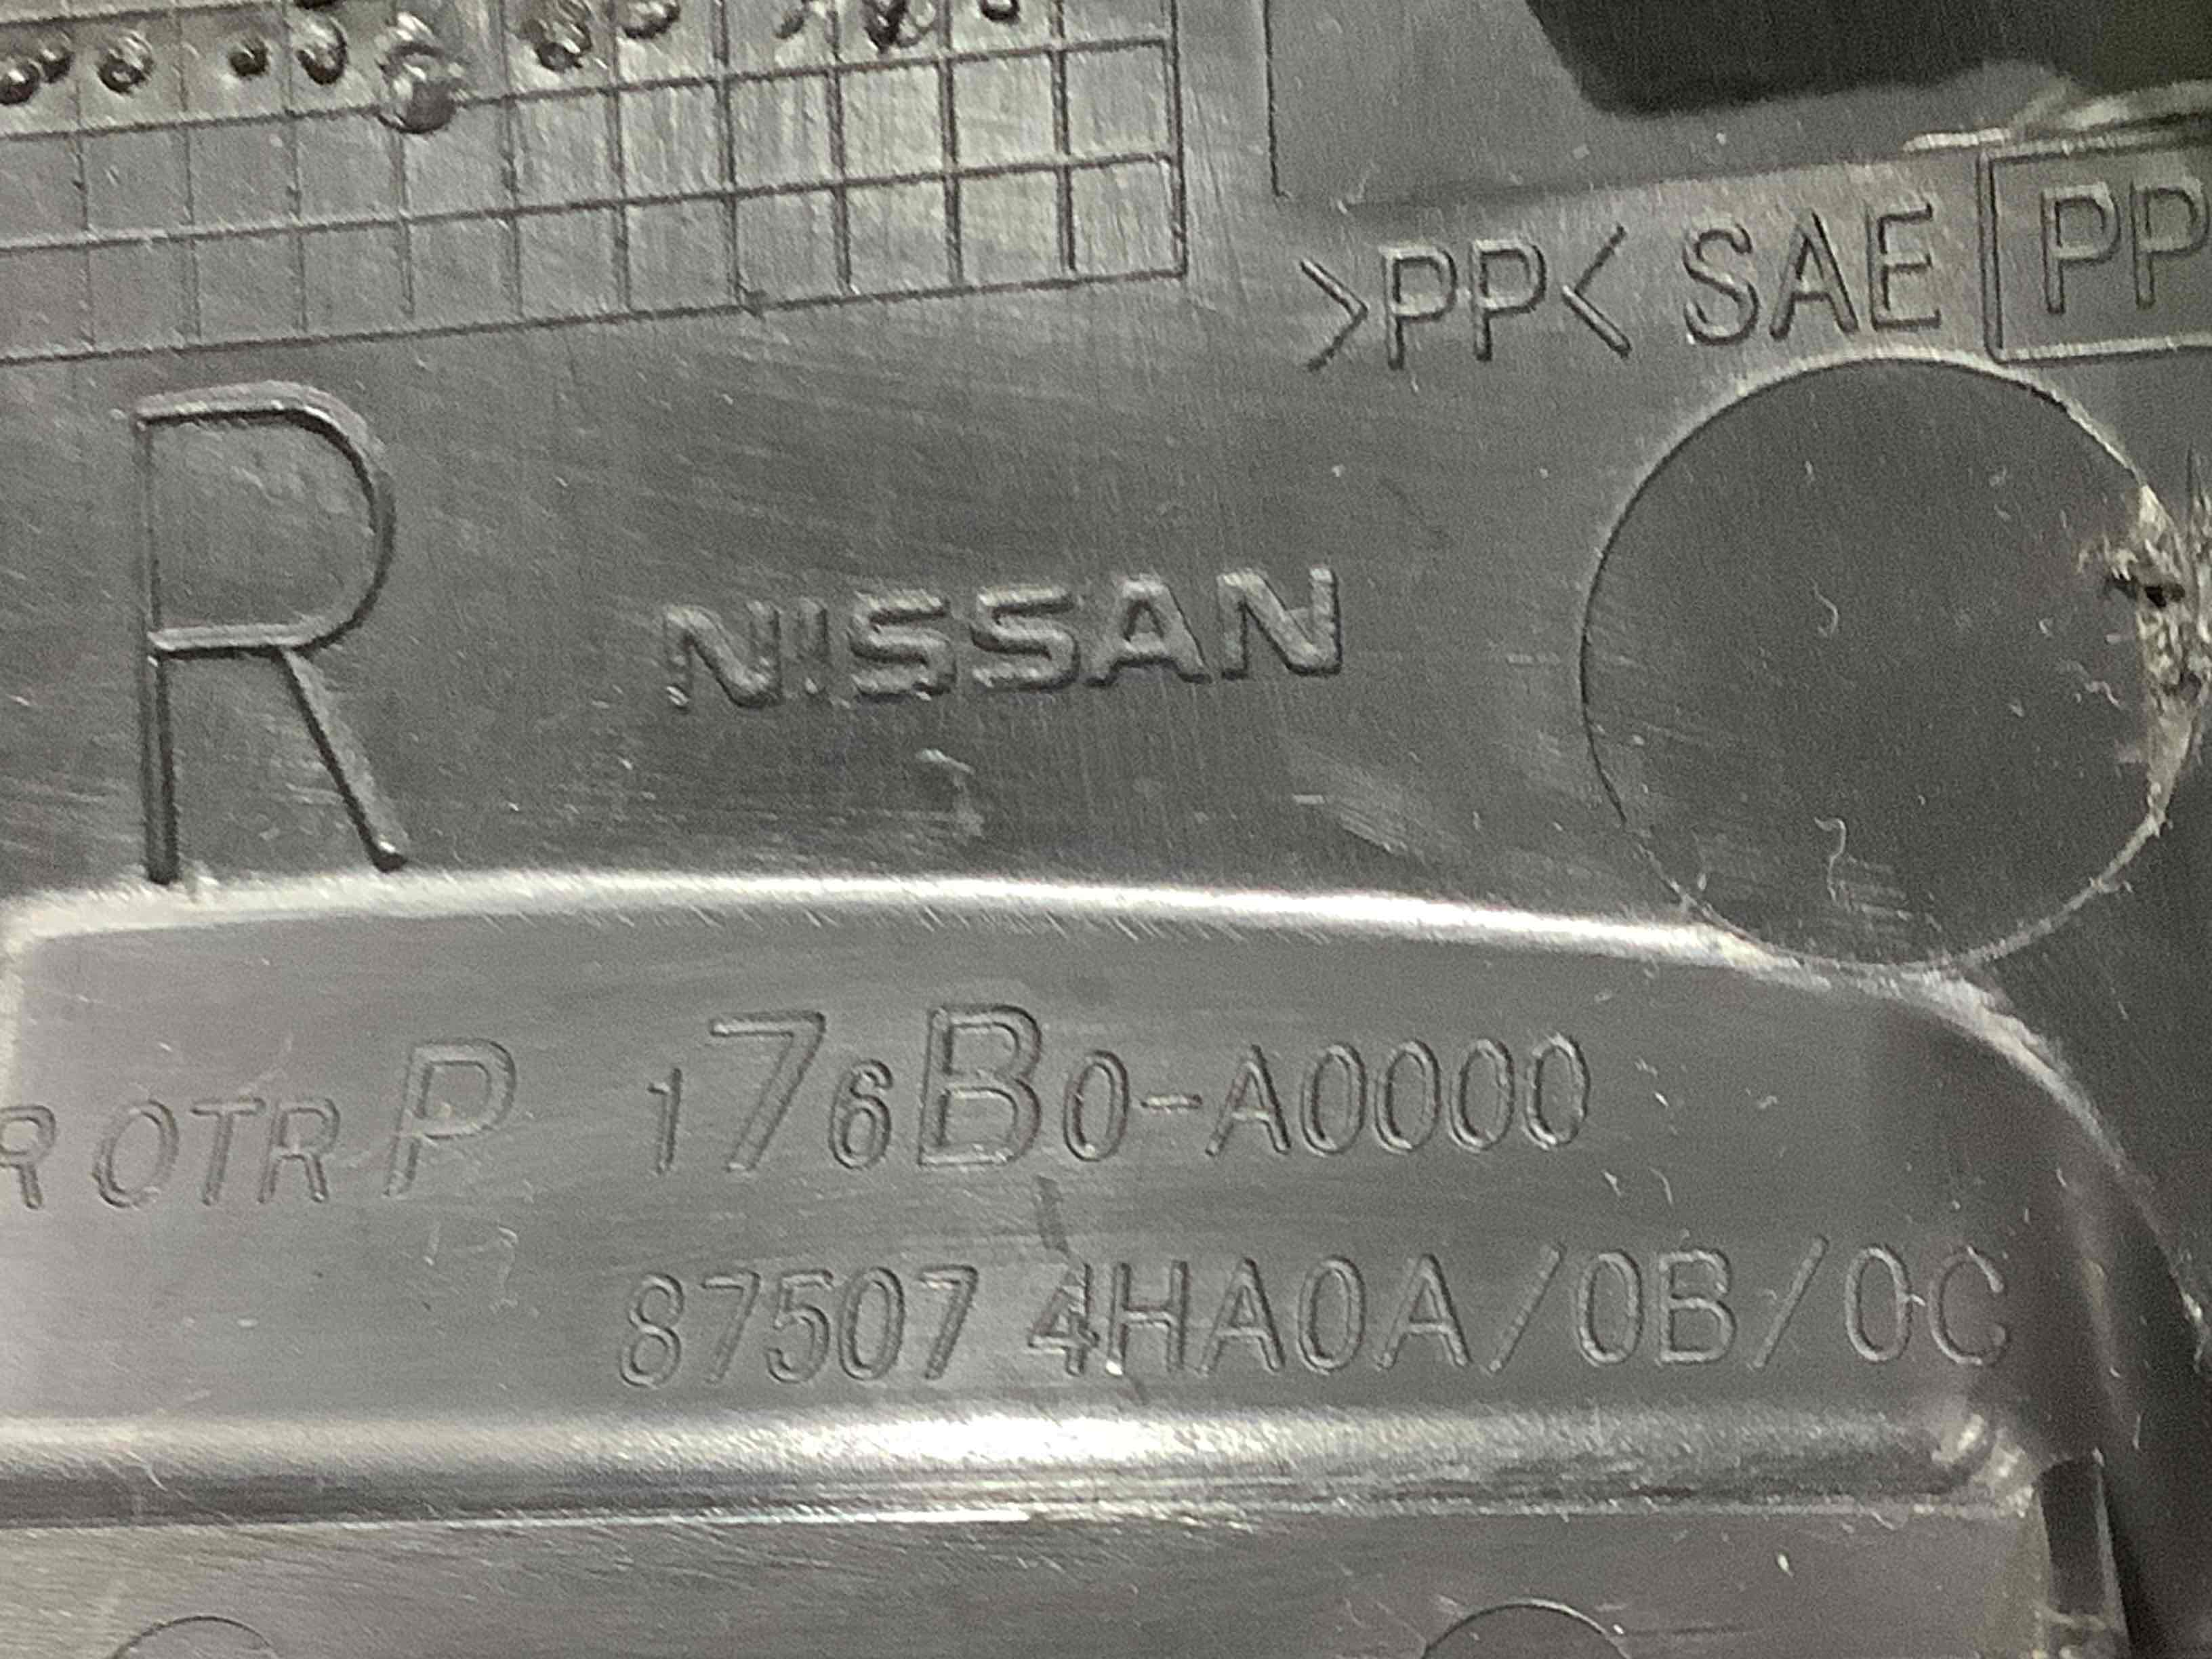 >PP< SAE PP
R
NISSAN
R OTR P 176B0-A0000
87507 4HA0A/0B/0C